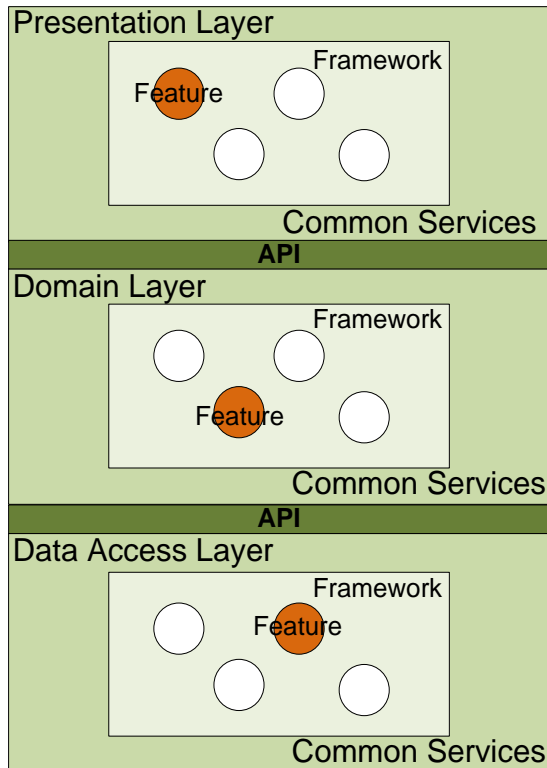 Presentation Layer
Framework
Feature
Common Services
API
Domain Layer
Framework
Feature
Common Services
API
Data Access Layer
Framework
Feature
Common Services